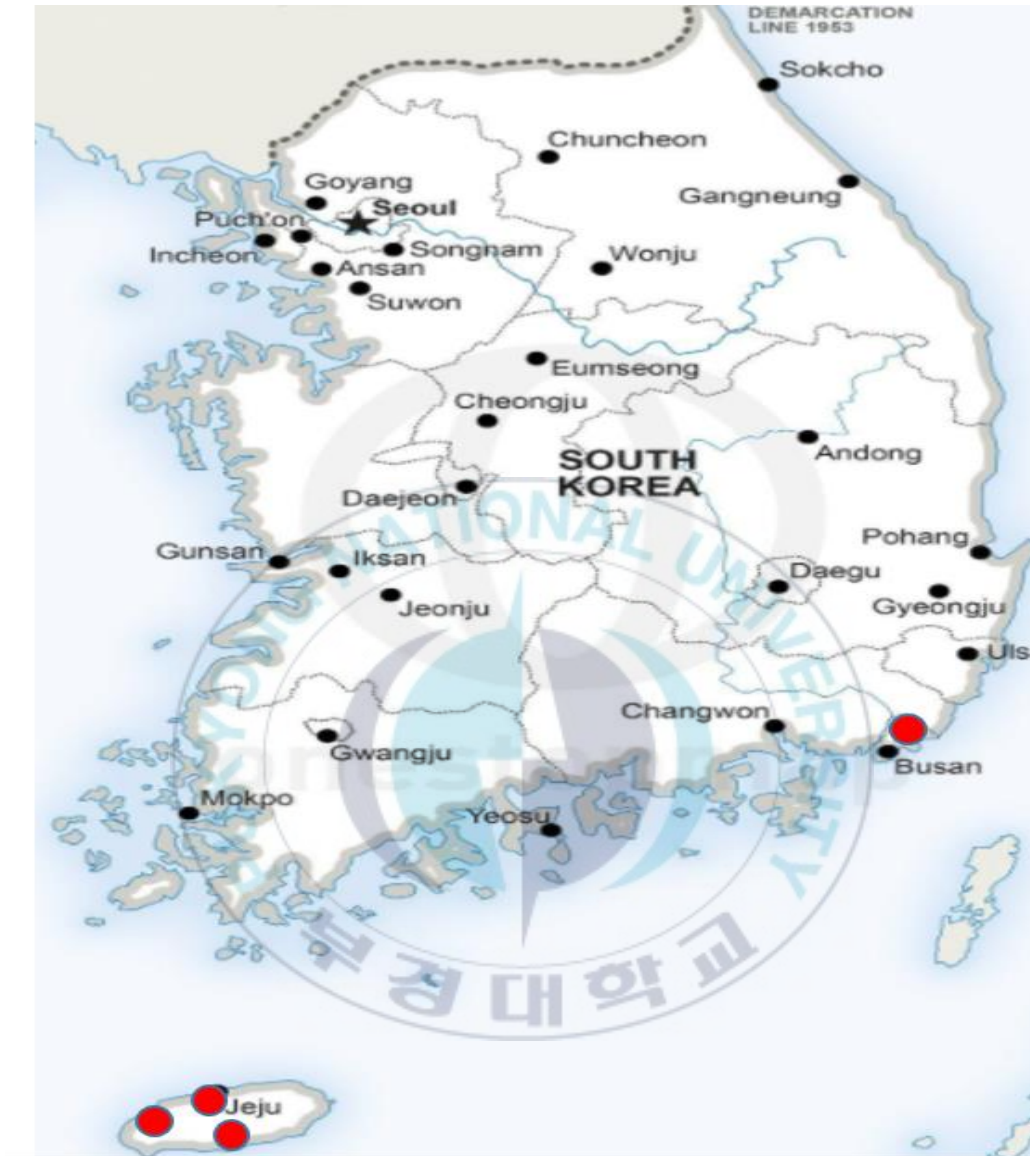 DEMARCATION
LINE 1953
Sokcho
Chuncheon
Gangneung
Goyang
Seoul
Puch'on
Incheon
Songnam
Ansan
Wonju
Suwon
Eumseong
Cheongju
SOUTH
KOREA
Andong
Daejeon
Pohang
Gunsan
Iksan
Daegu
Jeonju
Gyeongju
Uls
Changwon
Gwangju
Busan
Mokpo
Yeosu
Jeju
PUKYONG NATIONAL UNIVERSITY
부경대학교